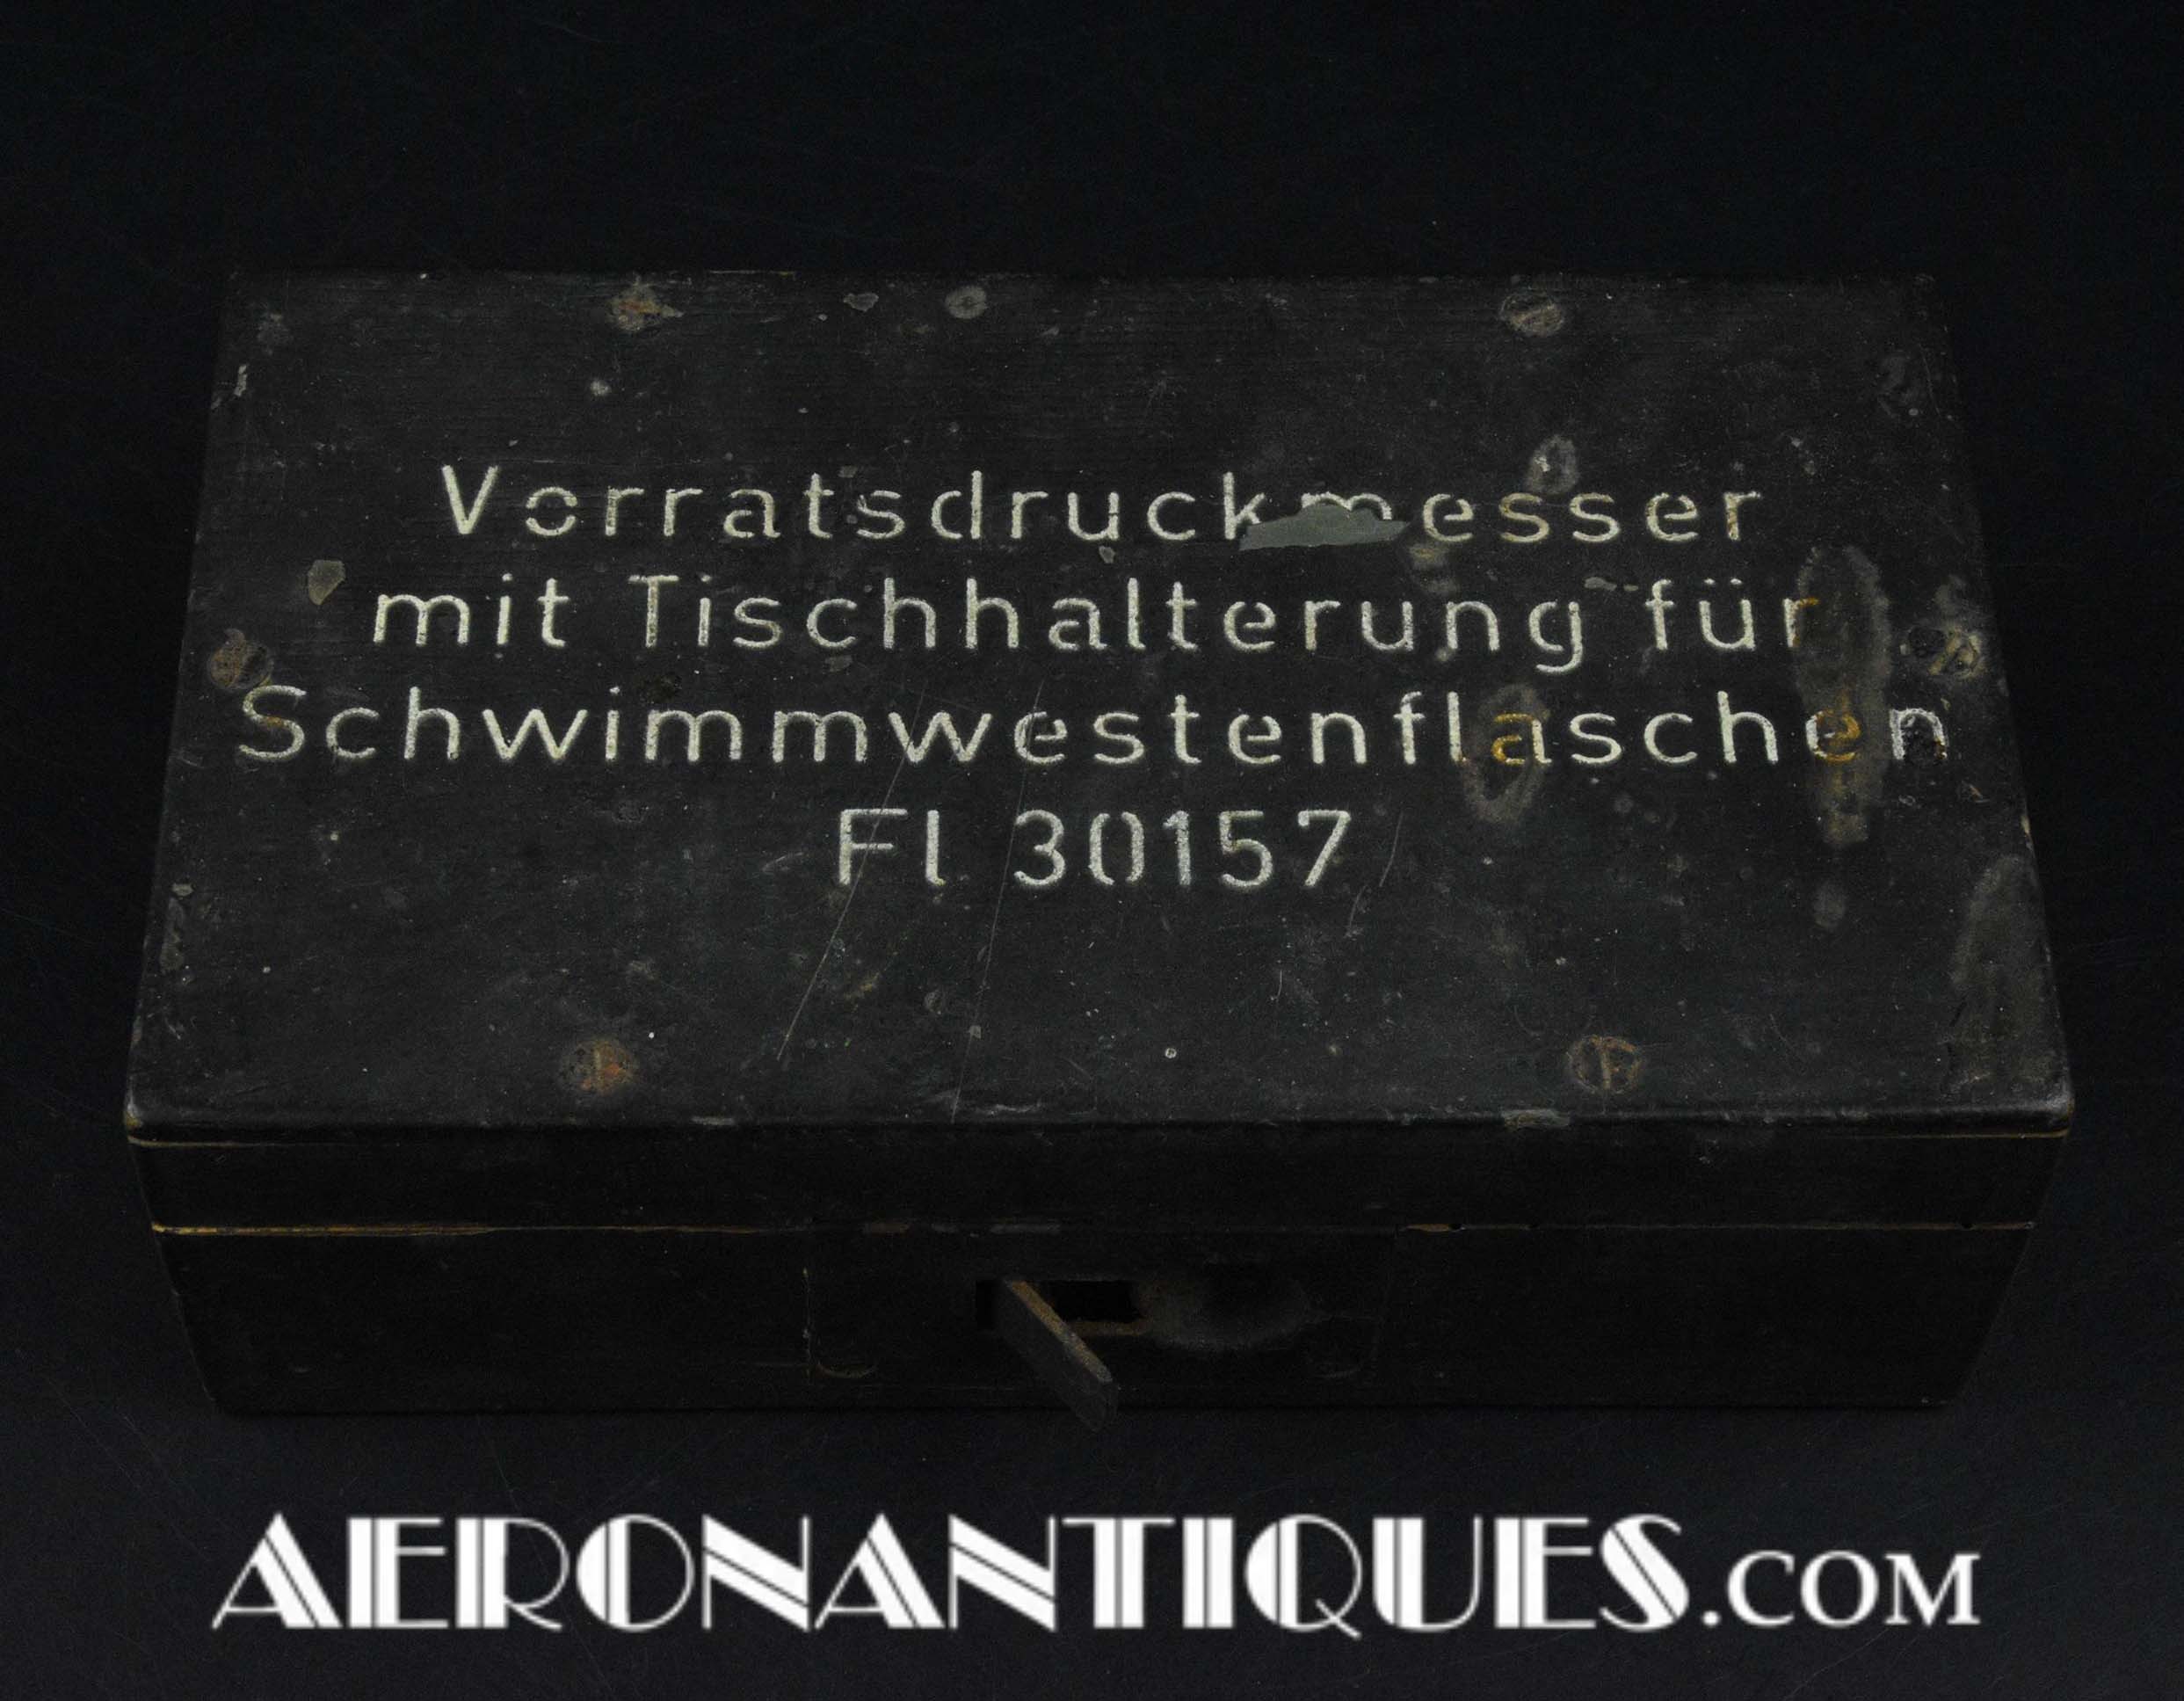 Vorratsdruckmesser
mit Tischhalterung für
Schwimmwestenflaschen
Fl 30157
AERONANTIQUES.COM